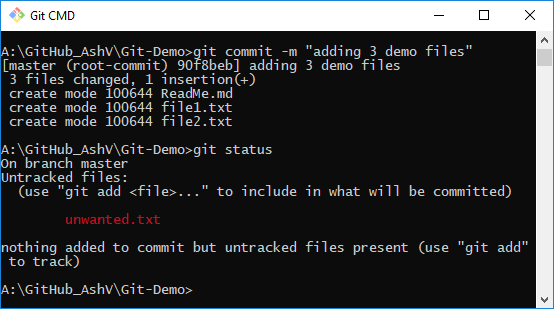 Git CMD
A:\GitHub_AshV\Git-Demo>git commit -m "adding 3 demo files"
[master (root-commit) 90f8beb] adding 3 demo files
 3 files changed, 1 insertion(+)
 create mode 100644 ReadMe.md
 create mode 100644 file1.txt
 create mode 100644 file2.txt
A:\GitHub_AshV\Git-Demo>git status
On branch master
Untracked files:
  (use "git add <file>..." to include in what will be committed)
        unwanted.txt
nothing added to commit but untracked files present (use "git add"
 to track)
A:\GitHub_AshV\Git-Demo>